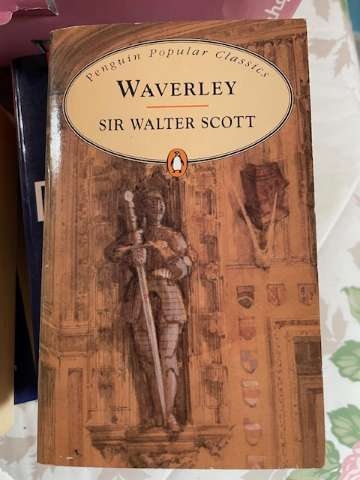 Penguin Popular Classics
WAVERLEY
SIR WALTER SCOTT